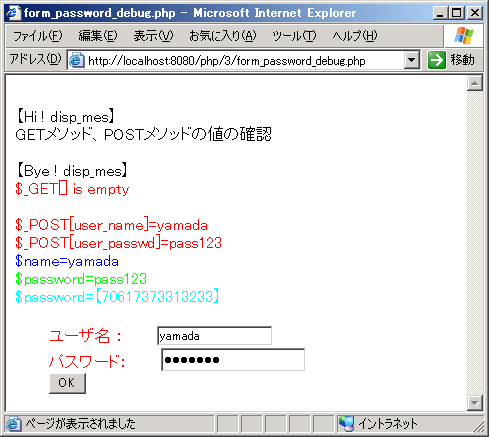 form_password_debug.php - Microsoft Internet Explorer
ファイル(F) 編集(E) 表示(V) お気に入り(A) ツール(T) ヘルプ(H)
アドレス(D) http://localhost:8080/php/3/form_password_debug.php 移動
【Hi ! disp_mes】
GETメソッド、POSTメソッドの値の確認
【Bye ! disp_mes】
$_GET[] is empty
$_POST[user_name]=yamada
$_POST[user_passwd]=pass123
$name=yamada
$password=pass123
$password=【70617373313233】
ユーザ名： yamada
パスワード: ●●●●●●●
OK
ページが表示されました イントラネット